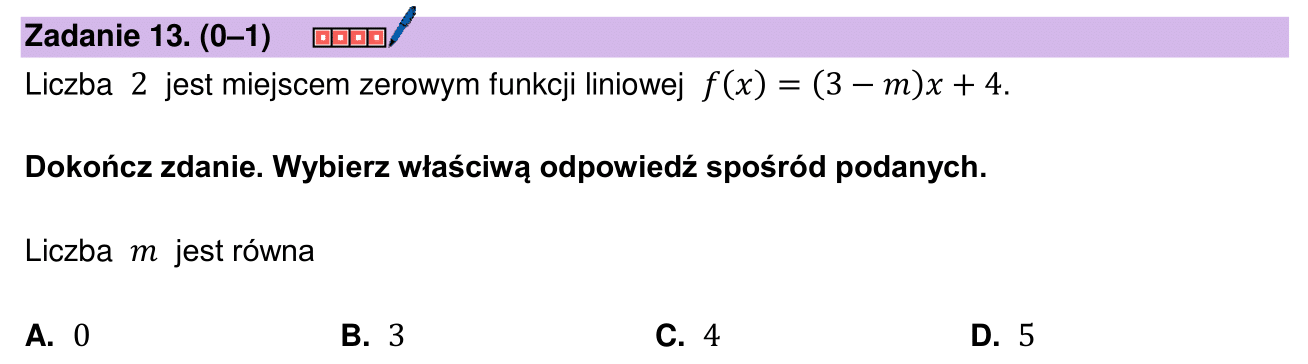 Zadanie 13. (0–1)
Liczba 2 jest miejscem zerowym funkcji liniowej f(x) = (3 − m)x + 4.
Dokończ zdanie. Wybierz właściwą odpowiedź spośród podanych.
Liczba m jest równa
A. 0 B. 3 C. 4 D. 5